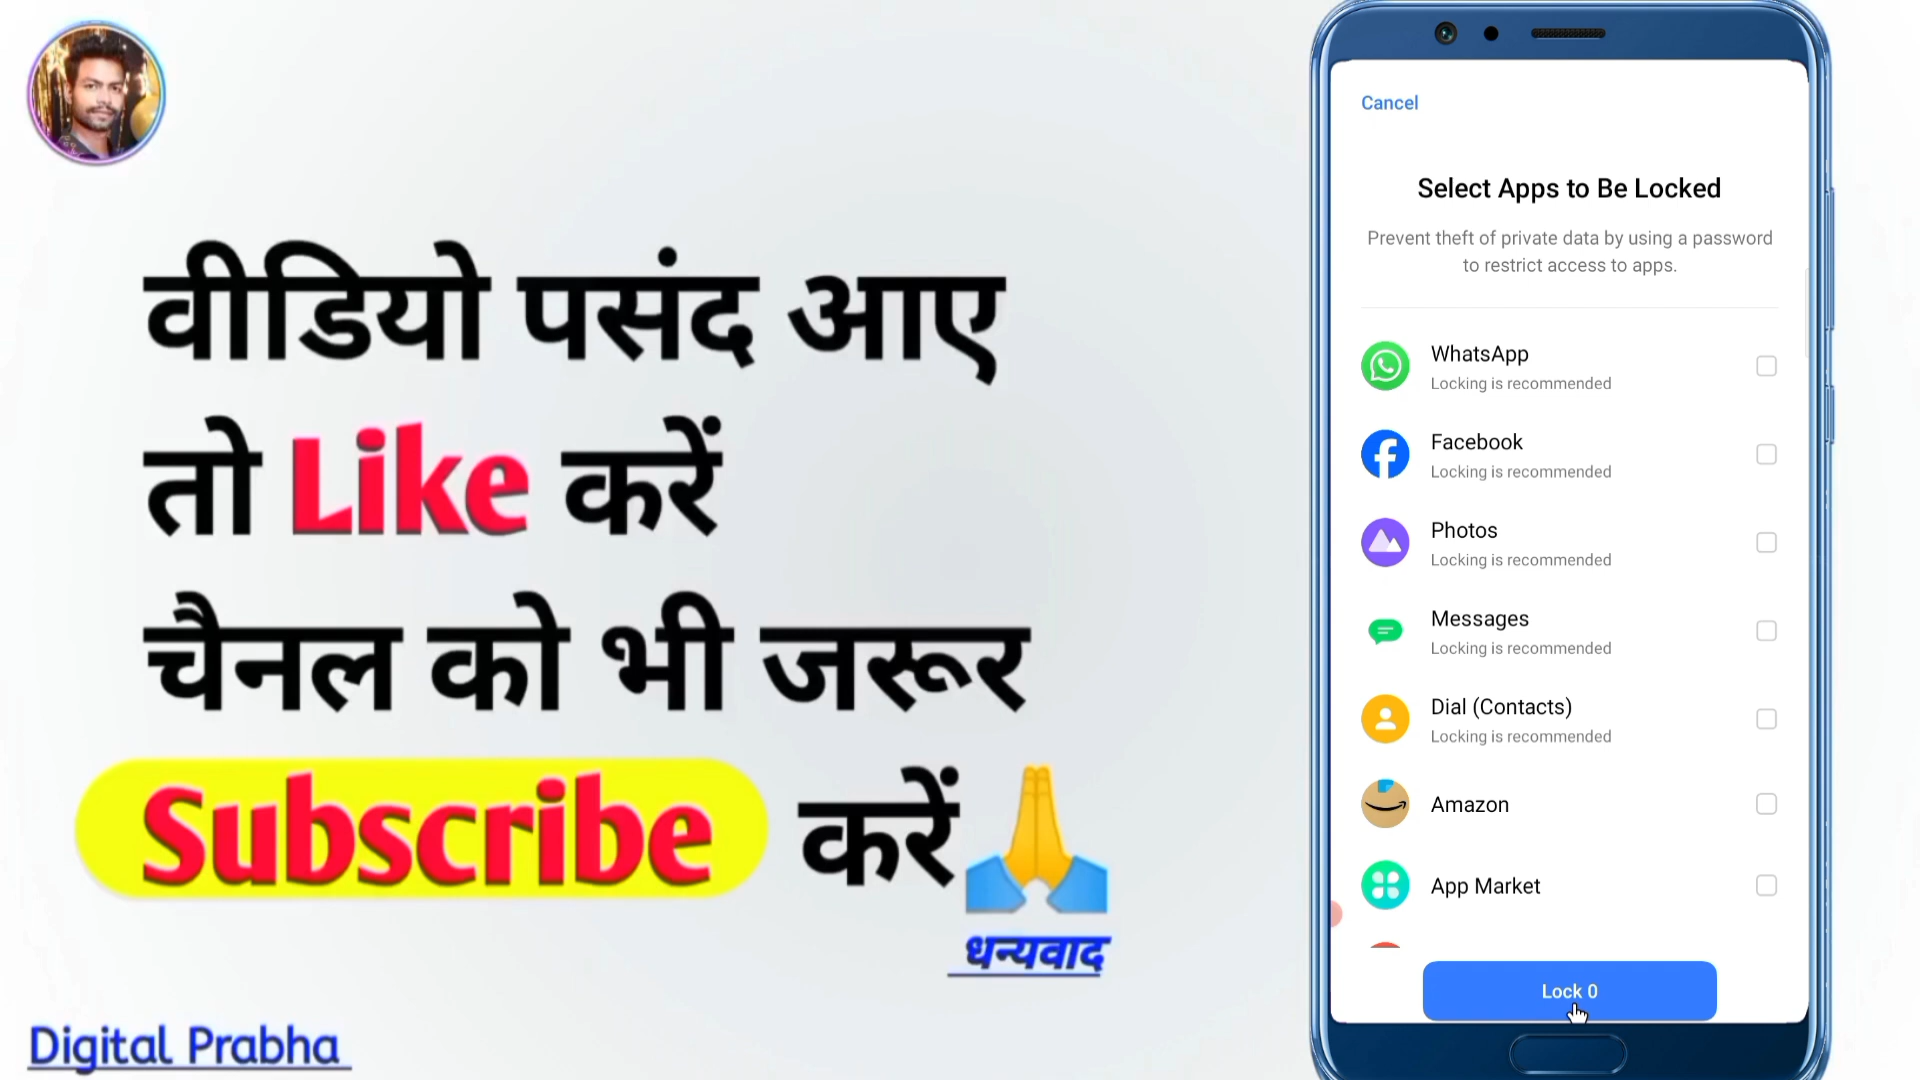 वीडियो पसंद आए
तो Like करें
चैनल को भी जरूर
Subscribe करें
धन्यवाद
Digital Prabha
Cancel
Select Apps to Be Locked
Prevent theft of private data by using a password
to restrict access to apps.
WhatsApp
Locking is recommended
Facebook
Locking is recommended
Photos
Locking is recommended
Messages
Locking is recommended
Dial (Contacts)
Locking is recommended
Amazon
App Market
Lock 0